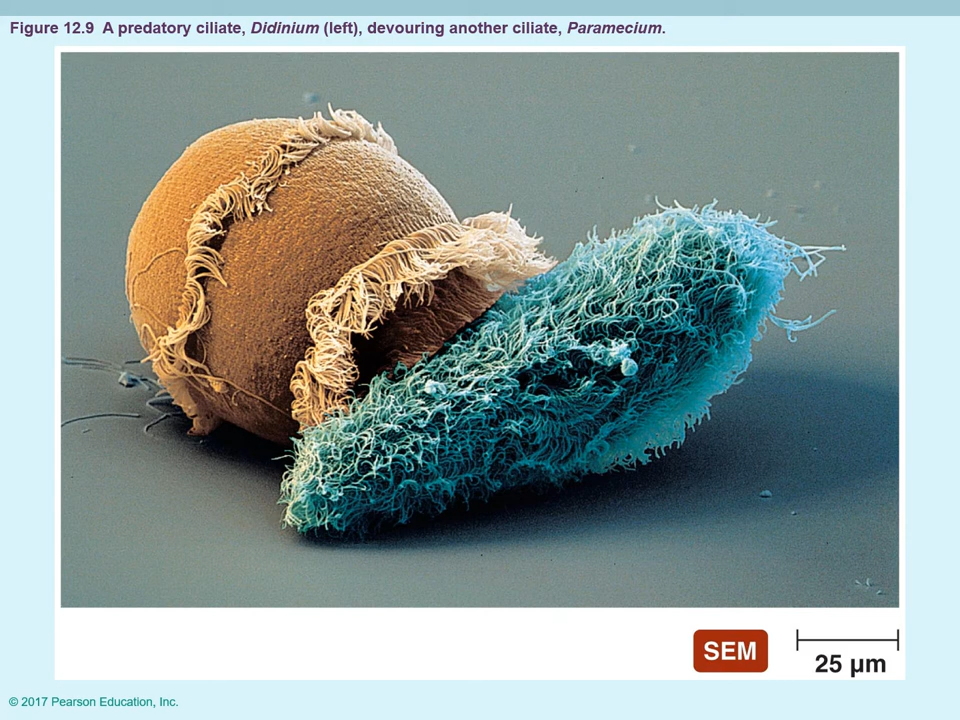 Figure 12.9 A predatory ciliate, Didinium (left), devouring another ciliate, Paramecium.
SEM
25 µm
© 2017 Pearson Education, Inc.